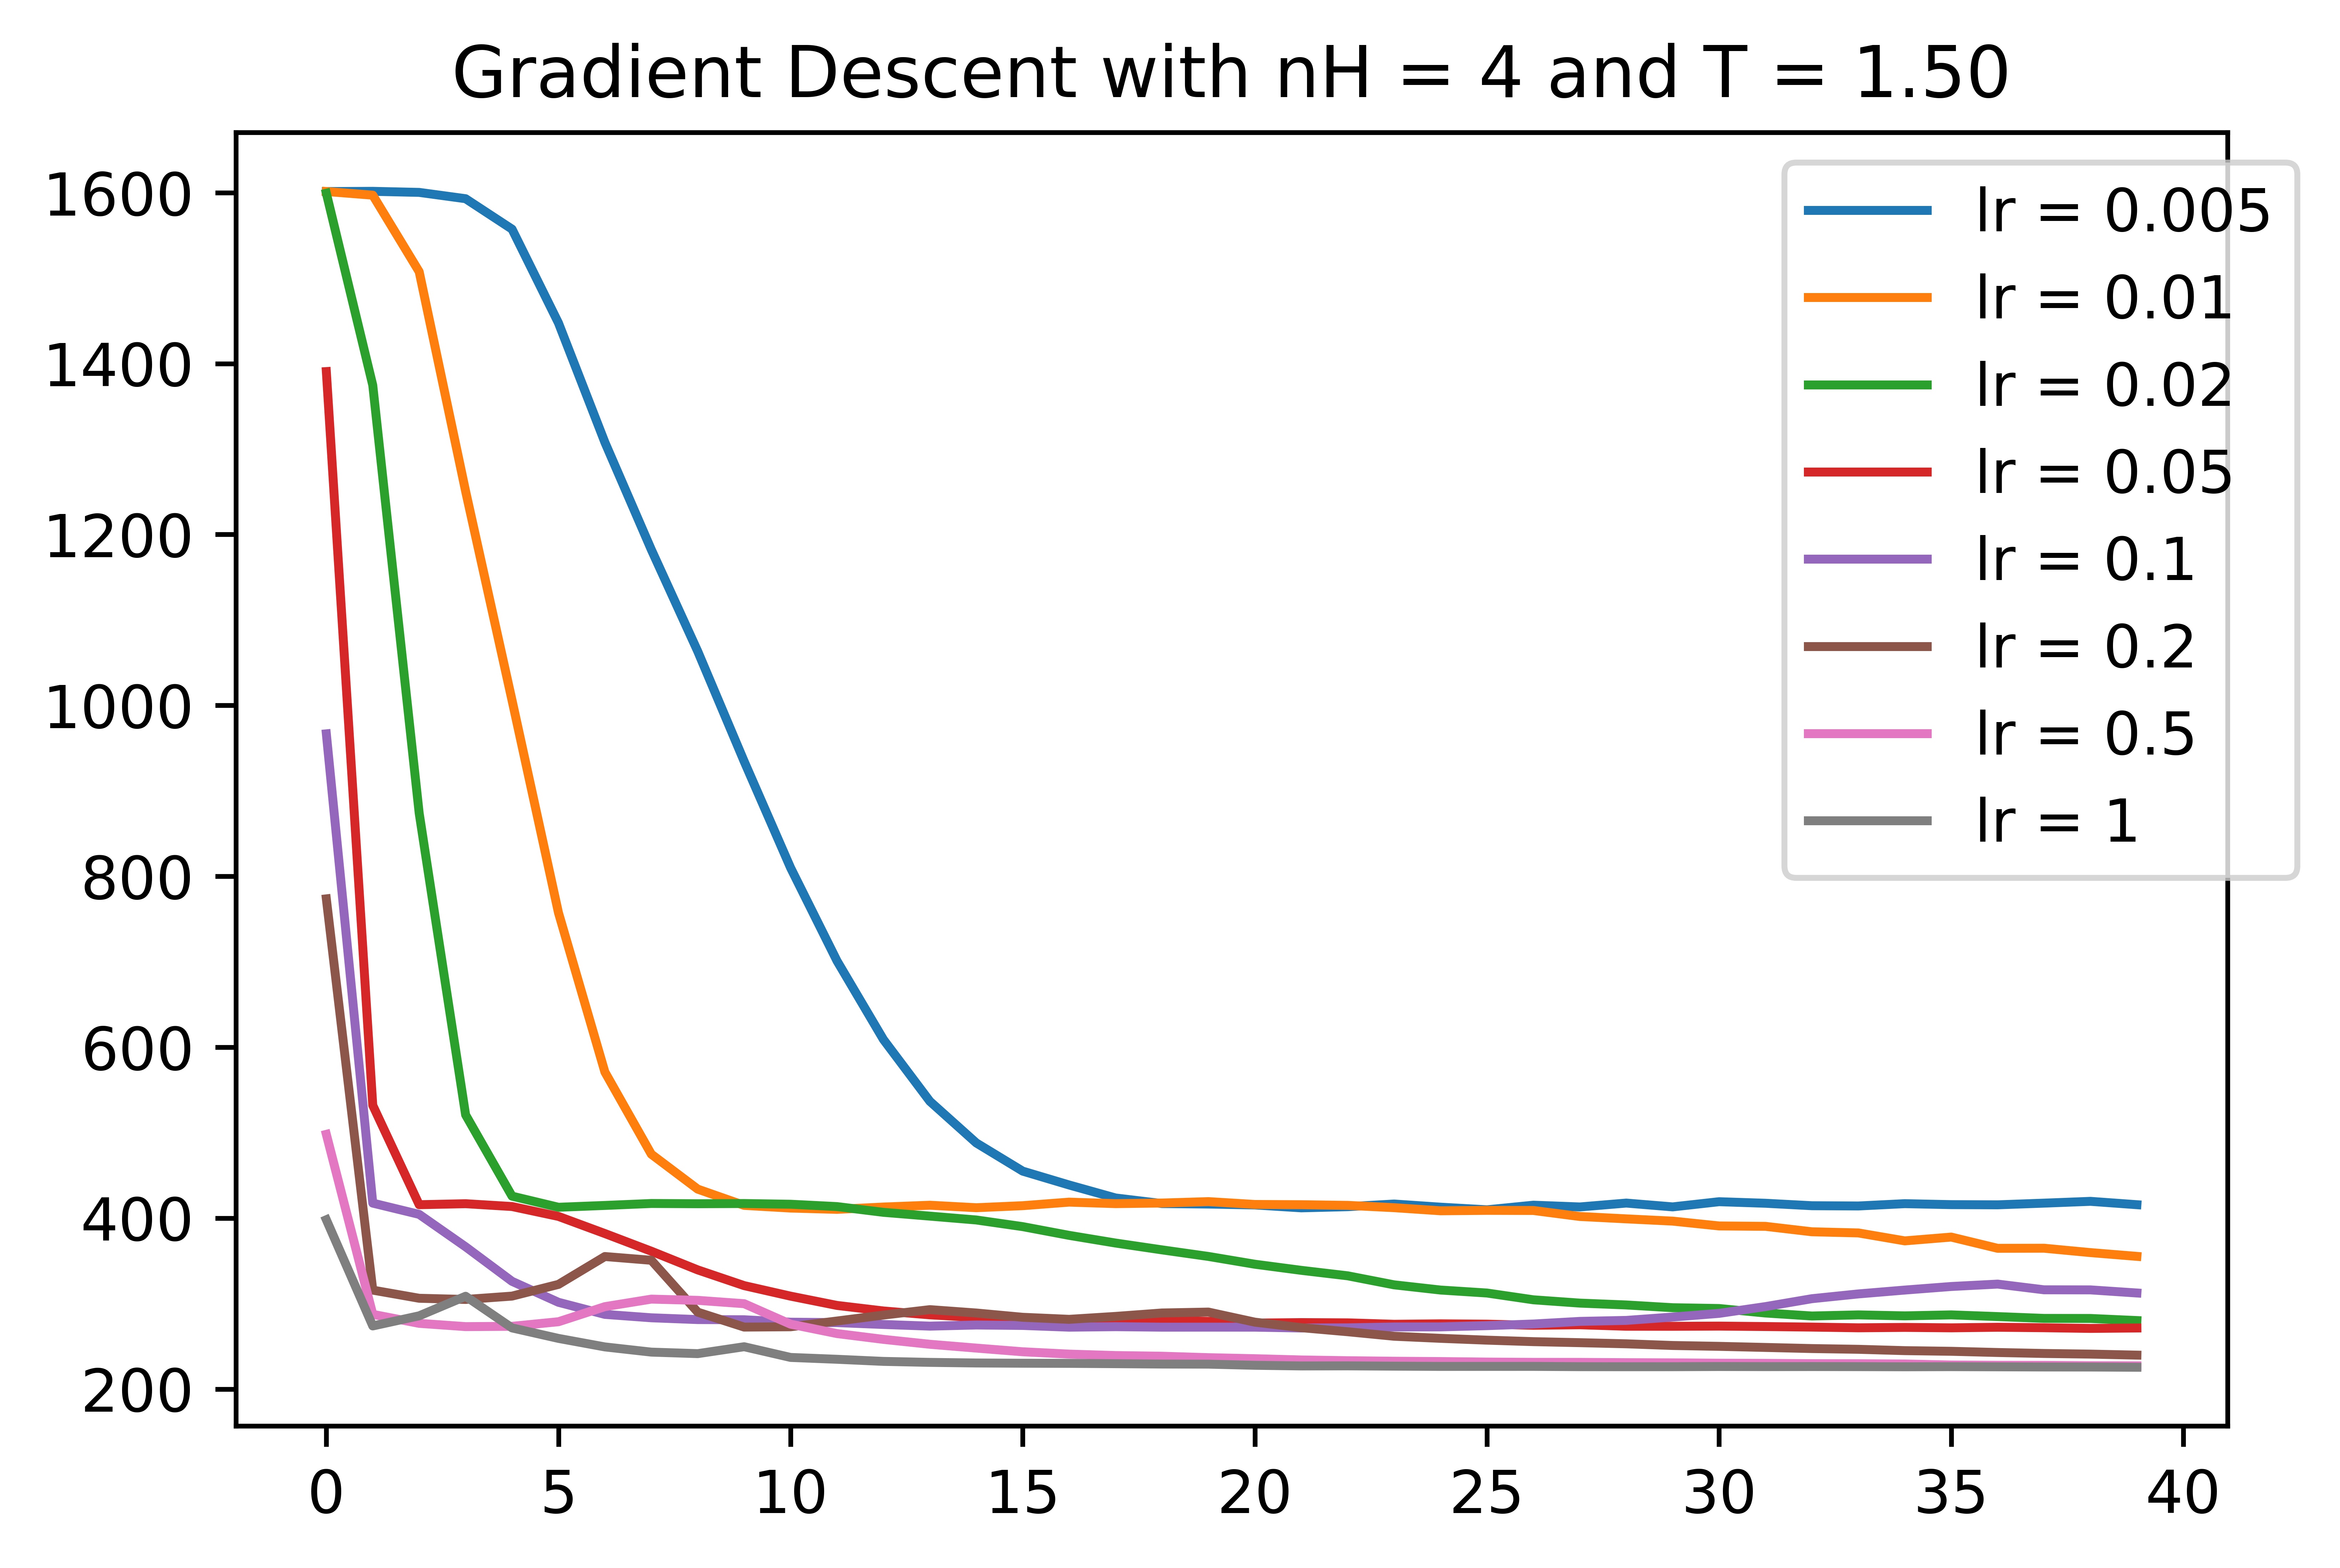 Gradient Descent with nH = 4 and T = 1.50
1600
1400
1200
1000
800
600
400
200
0 5 10 15 20 25 30 35 40
lr = 0.005
lr = 0.01
lr = 0.02
lr = 0.05
lr = 0.1
lr = 0.2
lr = 0.5
lr = 1